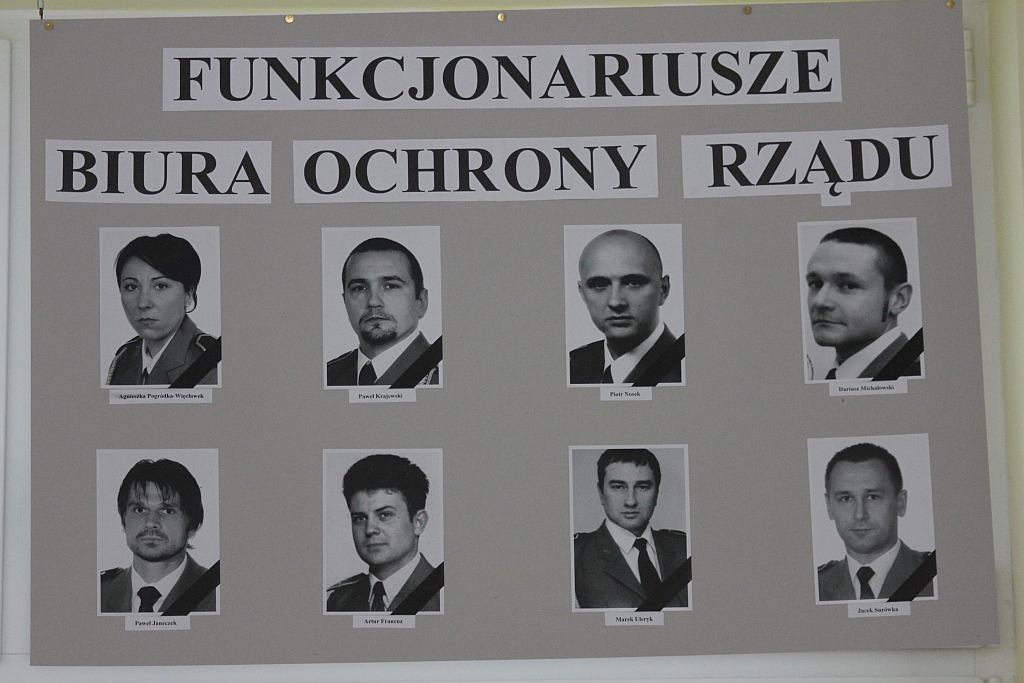 FUNKCJONARIUSZE
BIURA OCHRONY RZĄDU
Agnieszka Pogródka-Więcławek
Paweł Krajewski
Piotr Nosek
Dariusz Michałowski
Paweł Janeczek
Artur Francuz
Marek Uleryk
Jacek Surówka